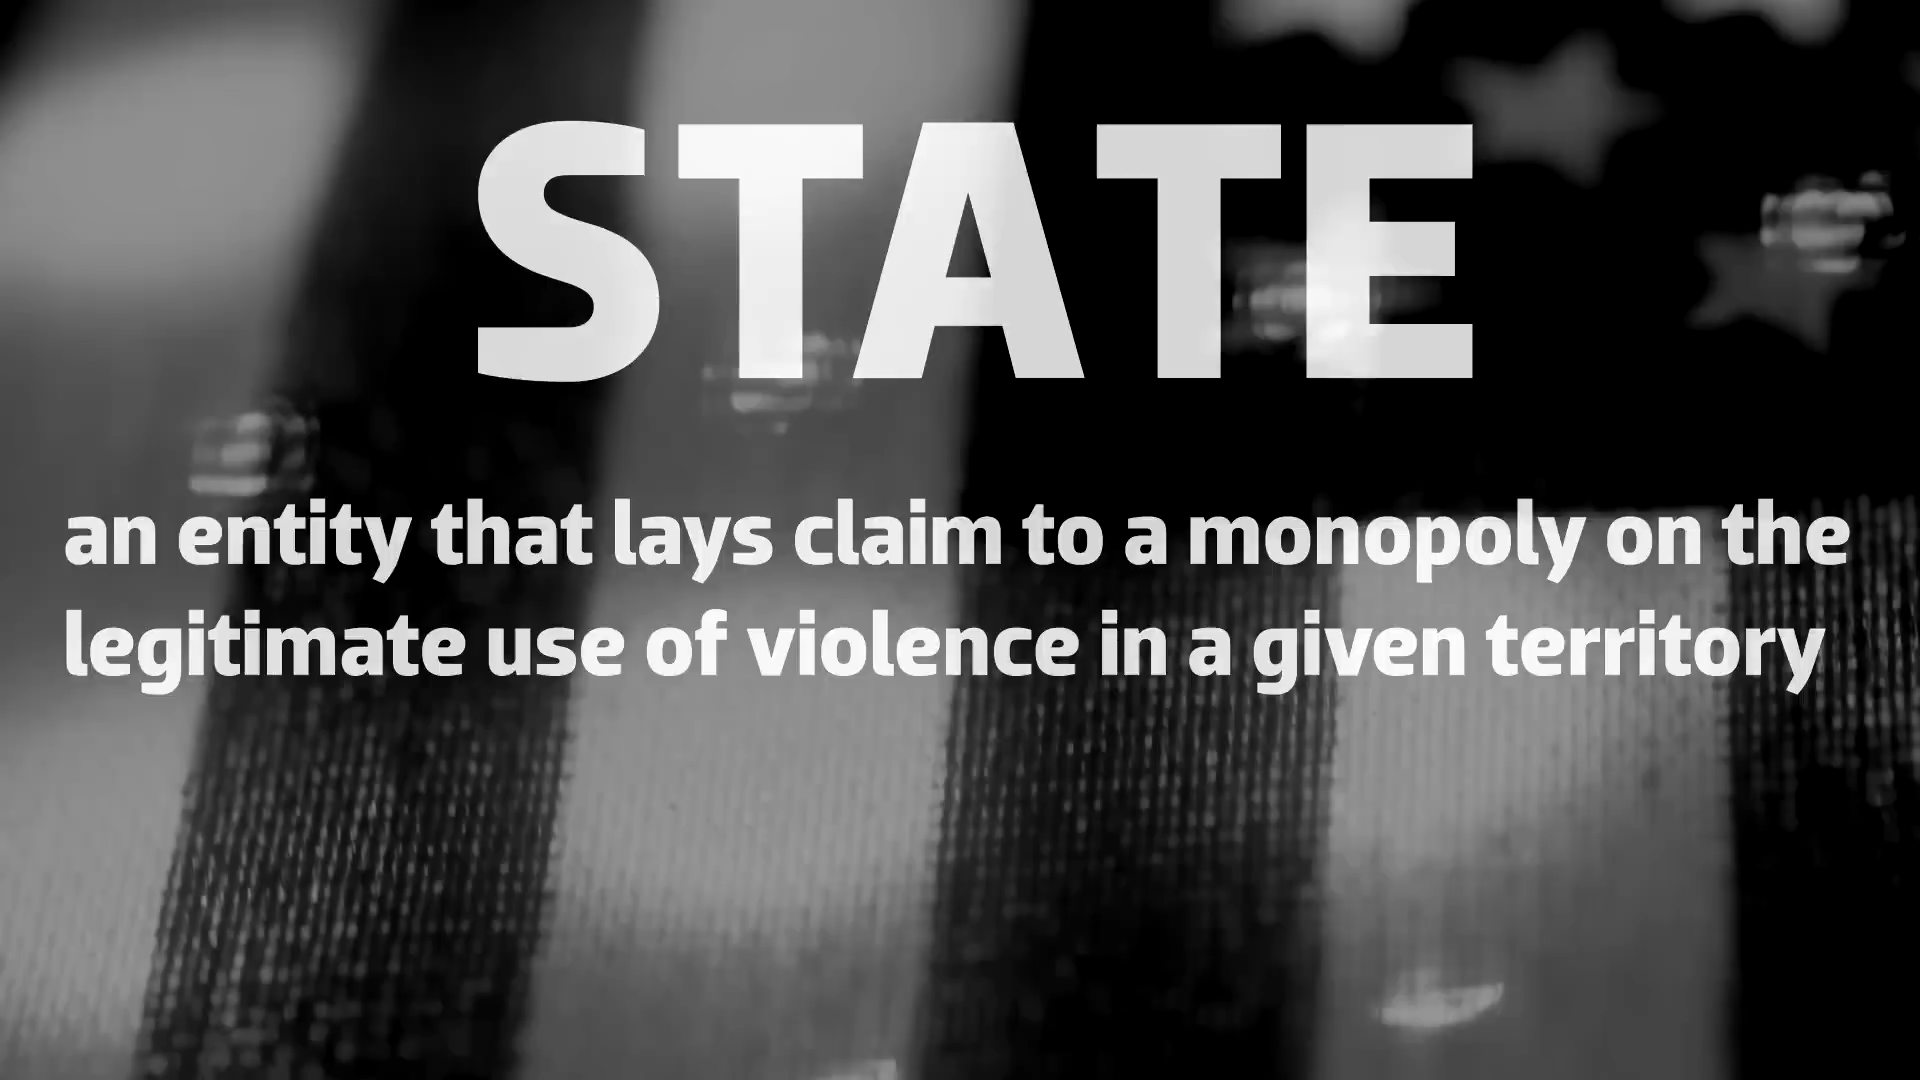 STATE
an entity that lays claim to a monopoly on the
legitimate use of violence in a given territory